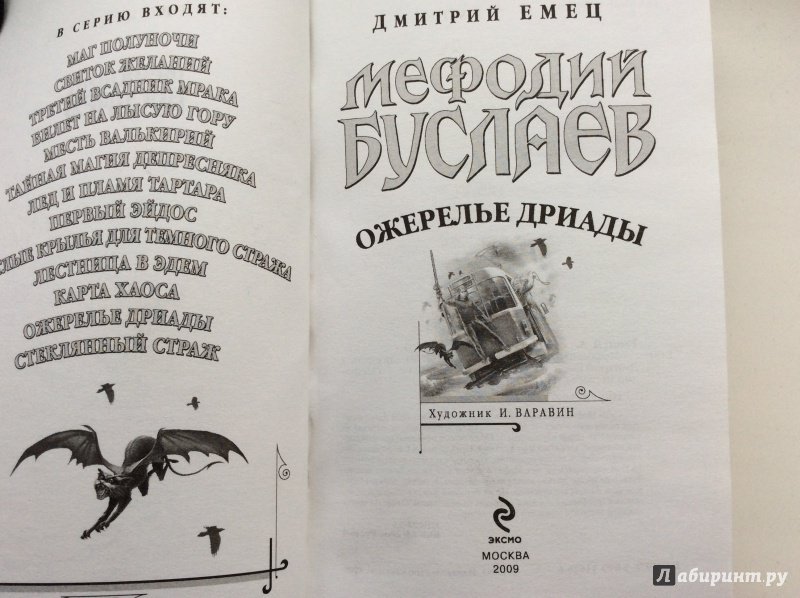 В СЕРИЮ ВХОДЯТ:
МАГ ПОЛУНОЧИ
СВИТОК ЖЕЛАНИЙ
ТРЕТИЙ ВСАДНИК МРАКА
БИЛЕТ НА ЛЫСУЮ ГОРУ
МЕСТЬ ВАЛЬКИРИЙ
ТАЙНАЯ МАГИЯ ДЕПРЕСНЯКА
ЛЕД И ПЛАМЯ ТАРТАРА
ПЕРВЫЙ ЭЙДОС
КРЫЛЬЯ ДЛЯ ТЕМНОГО СТРАЖА
ЛЕСТНИЦА В ЭДЕМ
КАРТА ХАОСА
ОЖЕРЕЛЬЕ ДРИАДЫ
СТЕКЛЯННЫЙ СТРАЖ
ДМИТРИЙ ЕМЕЦ
МЕФОДИЙ
БУСЛАЕВ
ОЖЕРЕЛЬЕ ДРИАДЫ
Художник И. ВАРАВИН
ЭКСМО
МОСКВА
2009
Лабиринт.ру